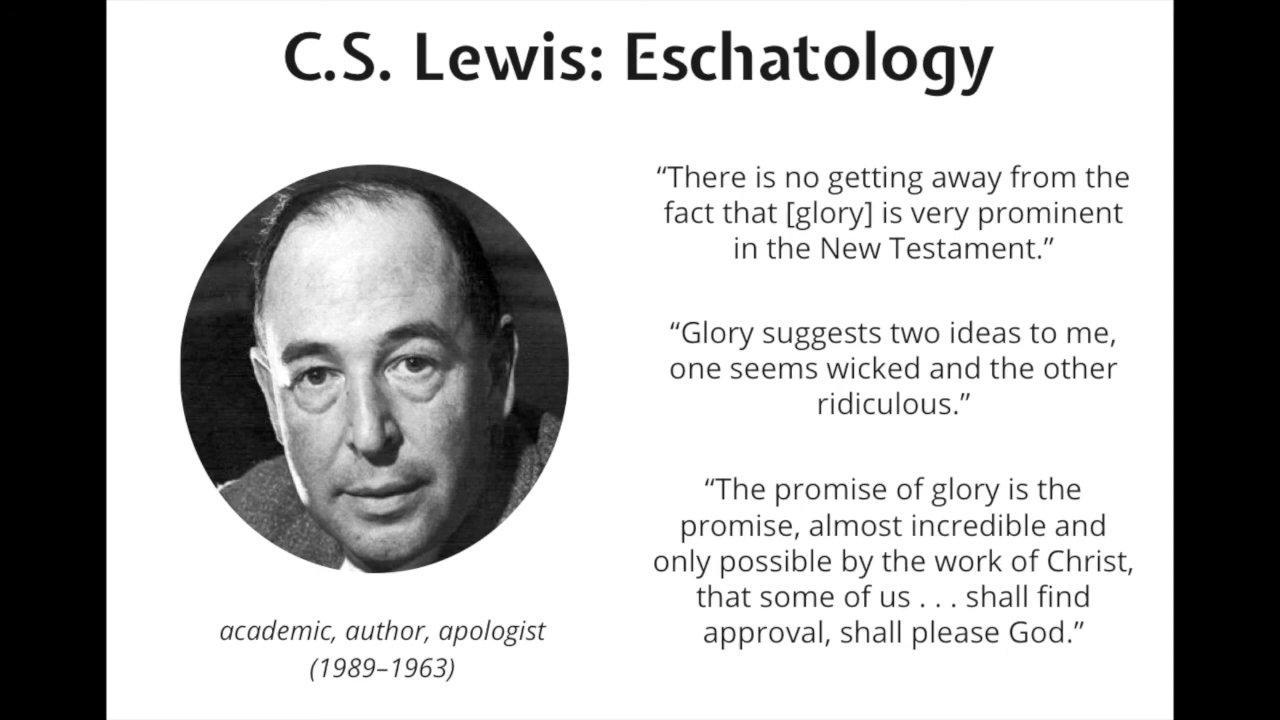 C.S. Lewis: Eschatology
“There is no getting away from the
fact that [glory] is very prominent
in the New Testament.”
“Glory suggests two ideas to me,
one seems wicked and the other
ridiculous.”
“The promise of glory is the
promise, almost incredible and
only possible by the work of Christ,
that some of us . . . shall find
approval, shall please God.”
academic, author, apologist
(1989–1963)